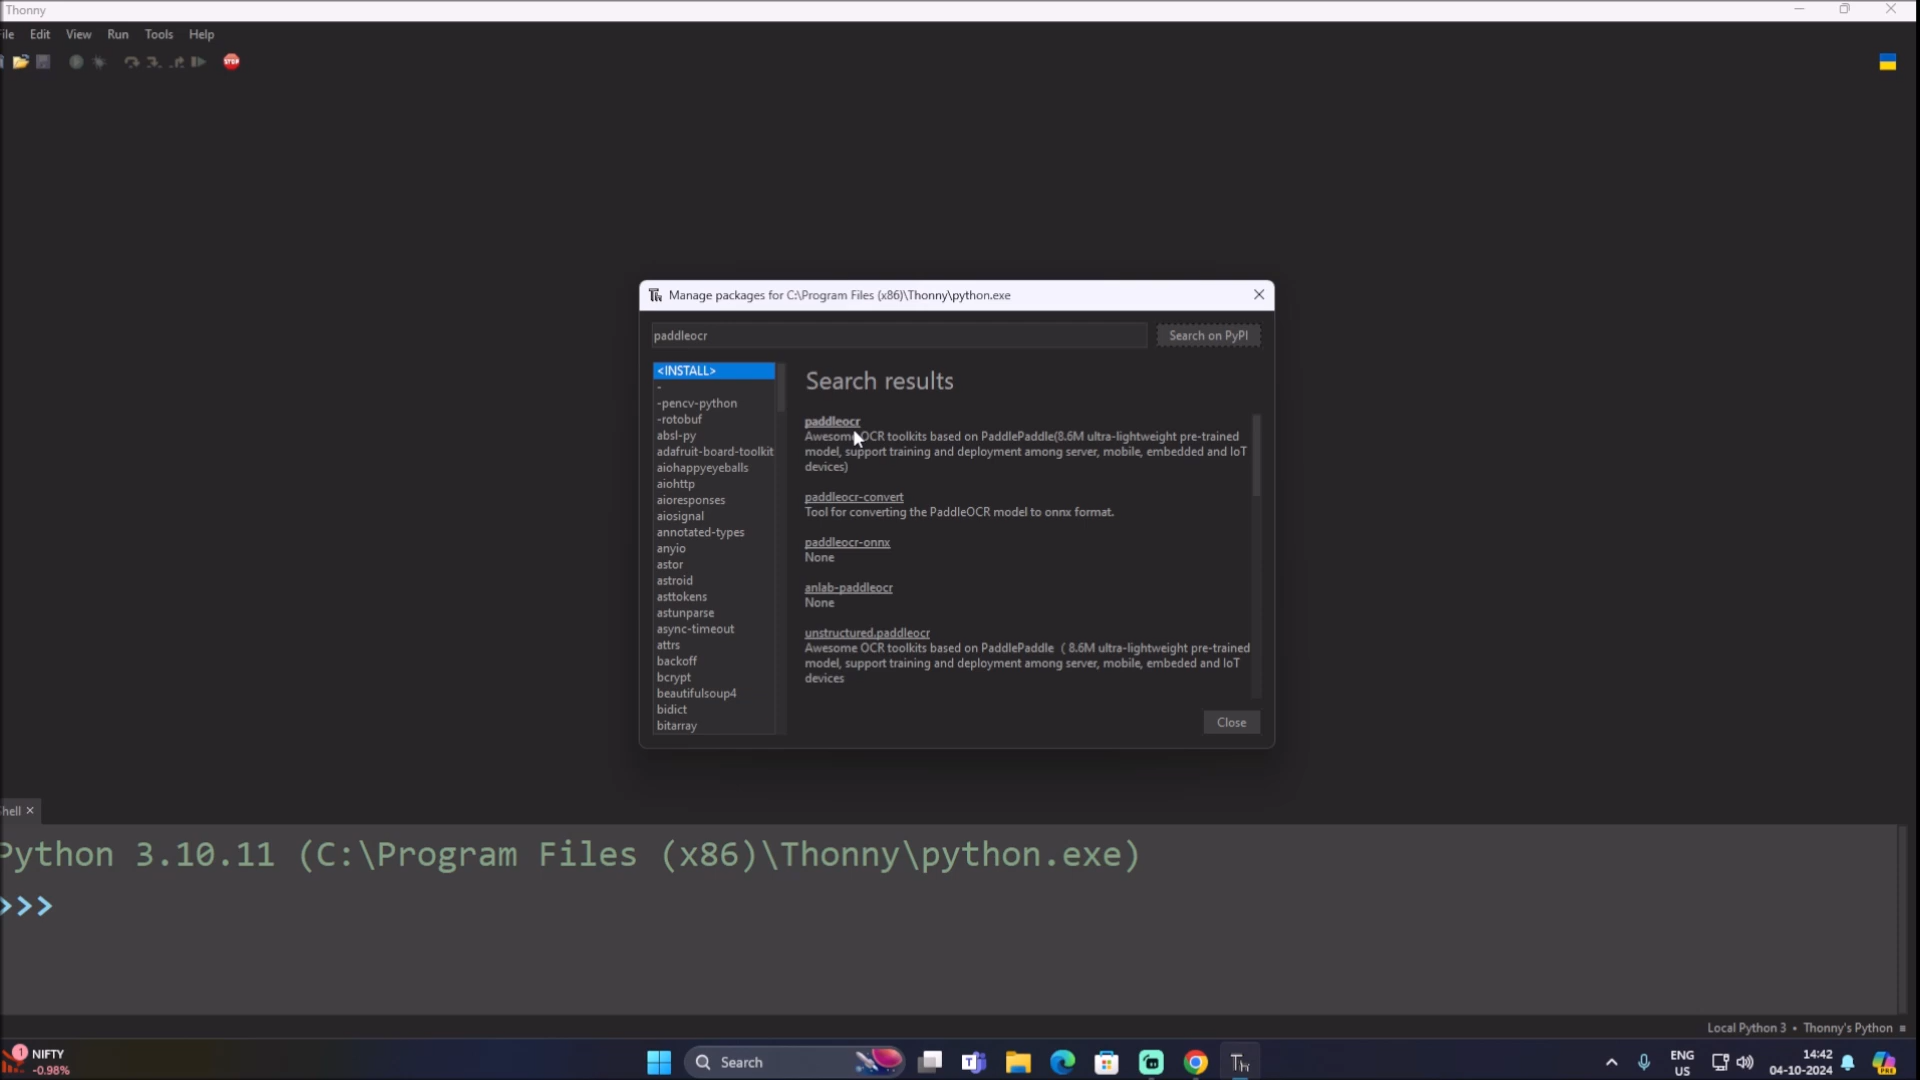 Thonny
ile Edit View Run Tools Help
STOP
Manage packages for C:\Program Files (x86)\Thonny\python.exe
paddleocr
Search on PyPI
<INSTALL>
-
-pencv-python
-rotobuf
absl-py
adafruit-board-toolkit
aiohappyeyeballs
aiohttp
aioresponses
aiosignal
annotated-types
anyio
astor
astroid
asttokens
astunparse
async-timeout
attrs
backoff
bcrypt
beautifulsoup4
bidict
bitarray
Search results
paddleocr
Awesome OCR toolkits based on PaddlePaddle(8.6M ultra-lightweight pre-trained
model, support training and deployment among server, mobile, embedded and IoT
devices)
paddleocr-convert
Tool for converting the PaddleOCR model to onnx format.
paddleocr-onnx
None
anlab-paddleocr
None
unstructured.paddleocr
Awesome OCR toolkits based on PaddlePaddle （8.6M ultra-lightweight pre-trained
model, support training and deployment among server, mobile, embeded and IoT
devices
Close
hell ×
Python 3.10.11 (C:\Program Files (x86)\Thonny\python.exe)
>>>
Local Python 3 • Thonny's Python ≡
1
NIFTY
-0.98%
Search
ENG
US
14:42
04-10-2024
PRE